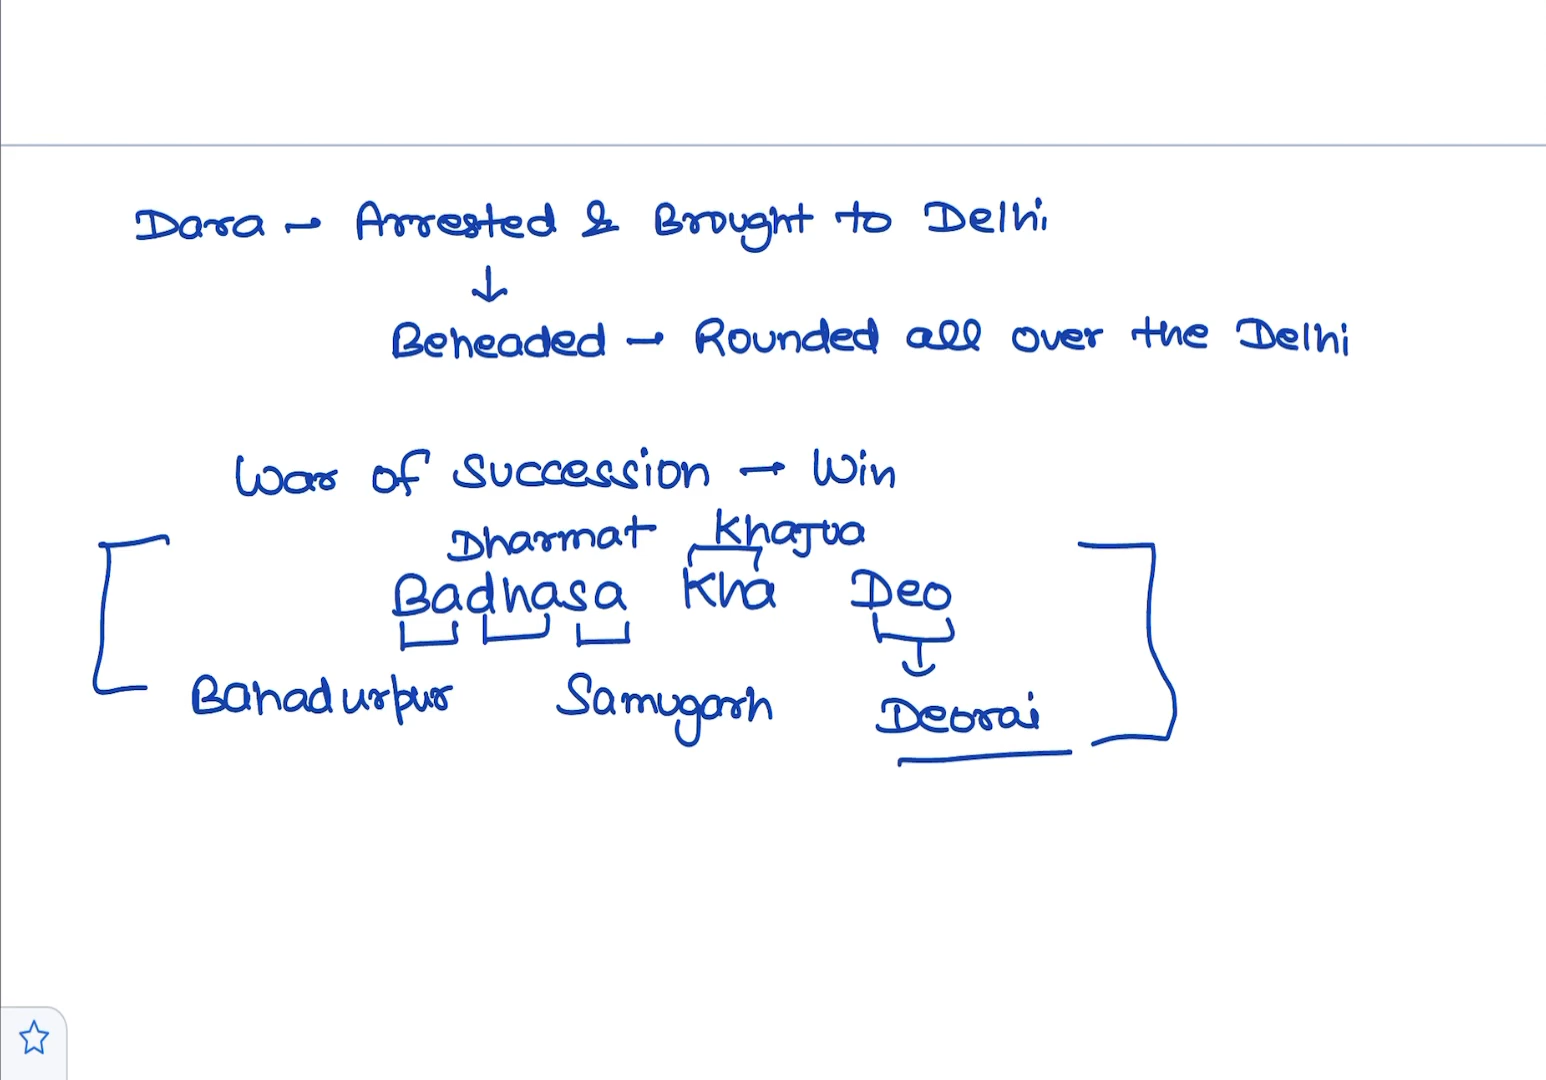 Dara → Arrested & Brought to Delhi
↓
Beheaded → Rounded all over the Delhi
War of Succession → Win
Dharmat Khajua
Badhasa Kha Deo
↓
Bahadurpur Samugarh Deorai